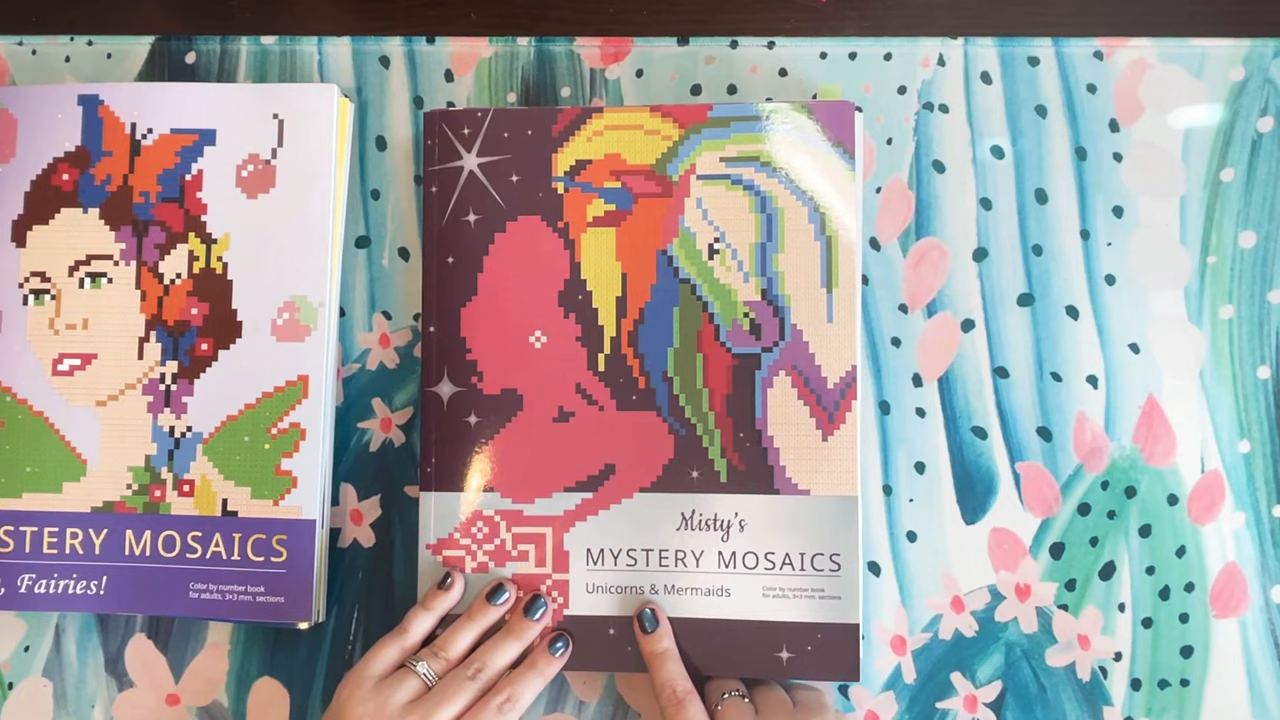 STERY MOSAICS
, Fairies!
Color by number book
for adults, 3×3 mm. sections
Misty's
MYSTERY MOSAICS
Unicorns & Mermaids
Color by number book
for adults, 3×3 mm. sections